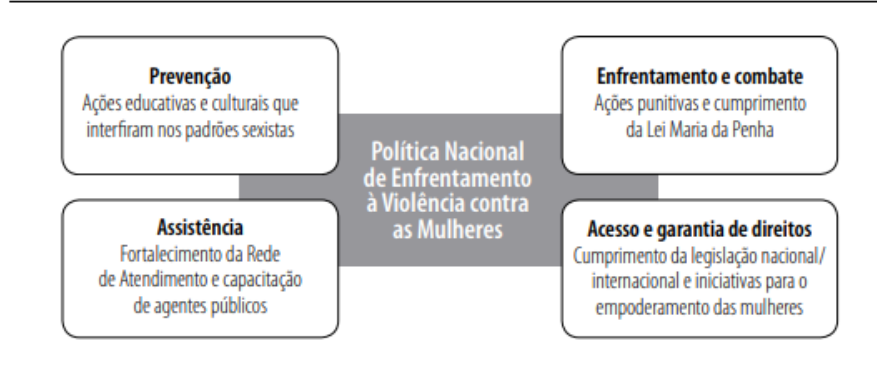 Prevenção
Ações educativas e culturais que
interfiram nos padrões sexistas
Enfrentamento e combate
Ações punitivas e cumprimento
da Lei Maria da Penha
Política Nacional
de Enfrentamento
à Violência contra
as Mulheres
Assistência
Fortalecimento da Rede
de Atendimento e capacitação
de agentes públicos
Acesso e garantia de direitos
Cumprimento da legislação nacional/
internacional e iniciativas para o
empoderamento das mulheres